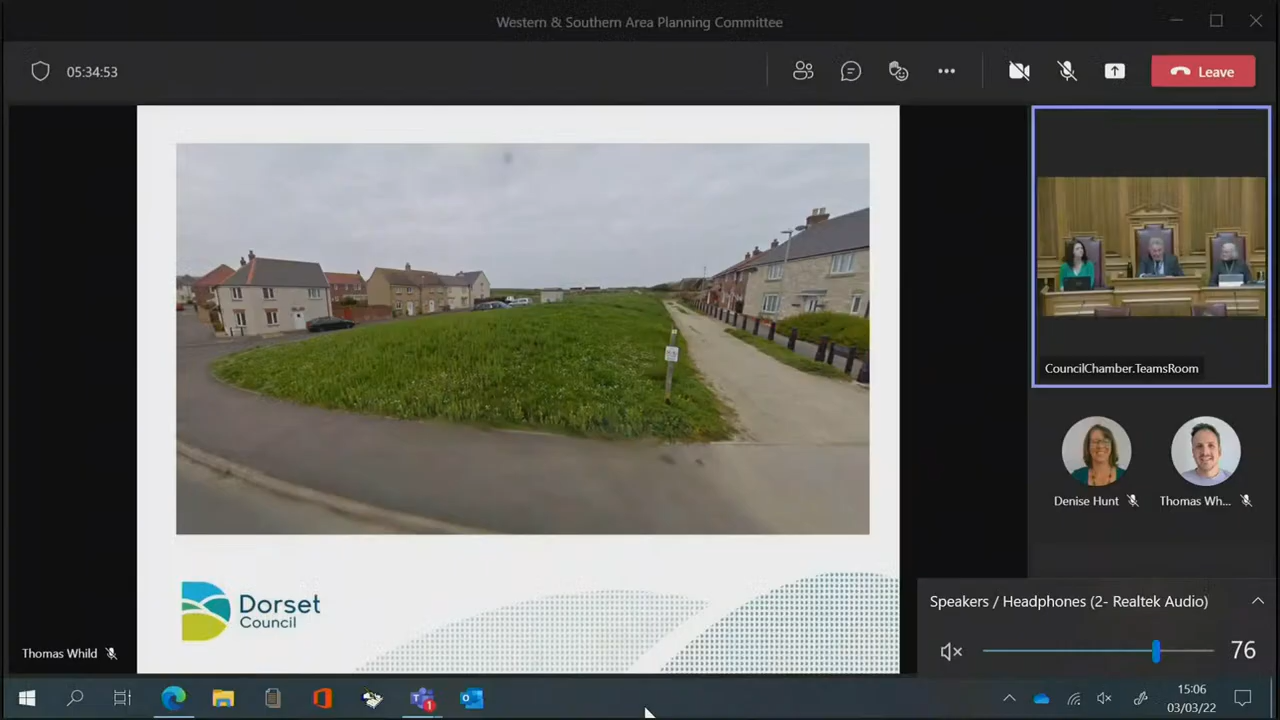 Western & Southern Area Planning Committee
05:34:53
Leave
CouncilChamber.TeamsRoom
Denise Hunt
Thomas Wh...
Dorset
Council
Thomas Whild
Speakers / Headphones (2- Realtek Audio)
76
1
15:06
03/03/22